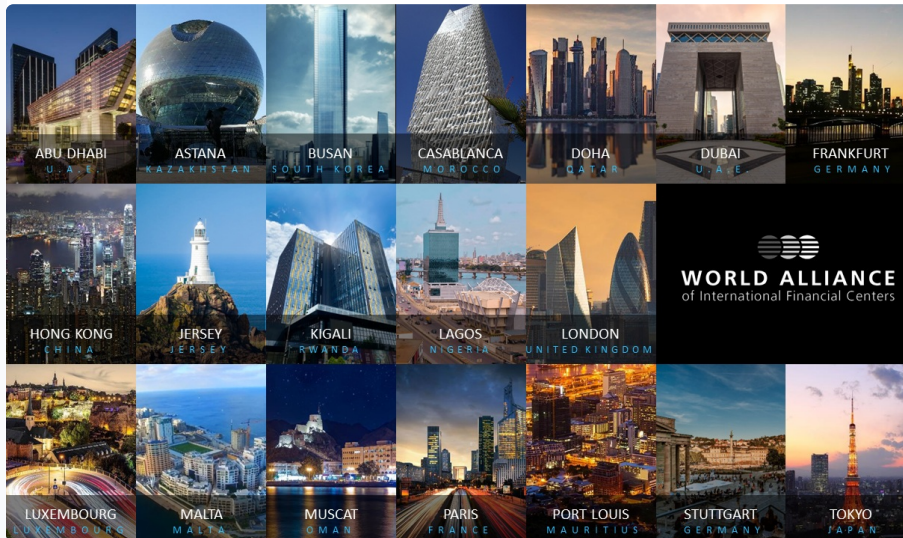 ABU DHABI
U.A.E.
ASTANA
KAZAKHSTAN
BUSAN
SOUTH KOREA
CASABLANCA
MOROCCO
DOHA
QATAR
DUBAI
U.A.E.
FRANKFURT
GERMANY
HONG KONG
CHINA
JERSEY
JERSEY
KIGALI
RWANDA
LAGOS
NIGERIA
LONDON
UNITED KINGDOM
WORLD ALLIANCE
of International Financial Centers
LUXEMBOURG
LUXEMBOURG
MALTA
MALTA
MUSCAT
OMAN
PARIS
FRANCE
PORT LOUIS
MAURITIUS
STUTTGART
GERMANY
TOKYO
JAPAN